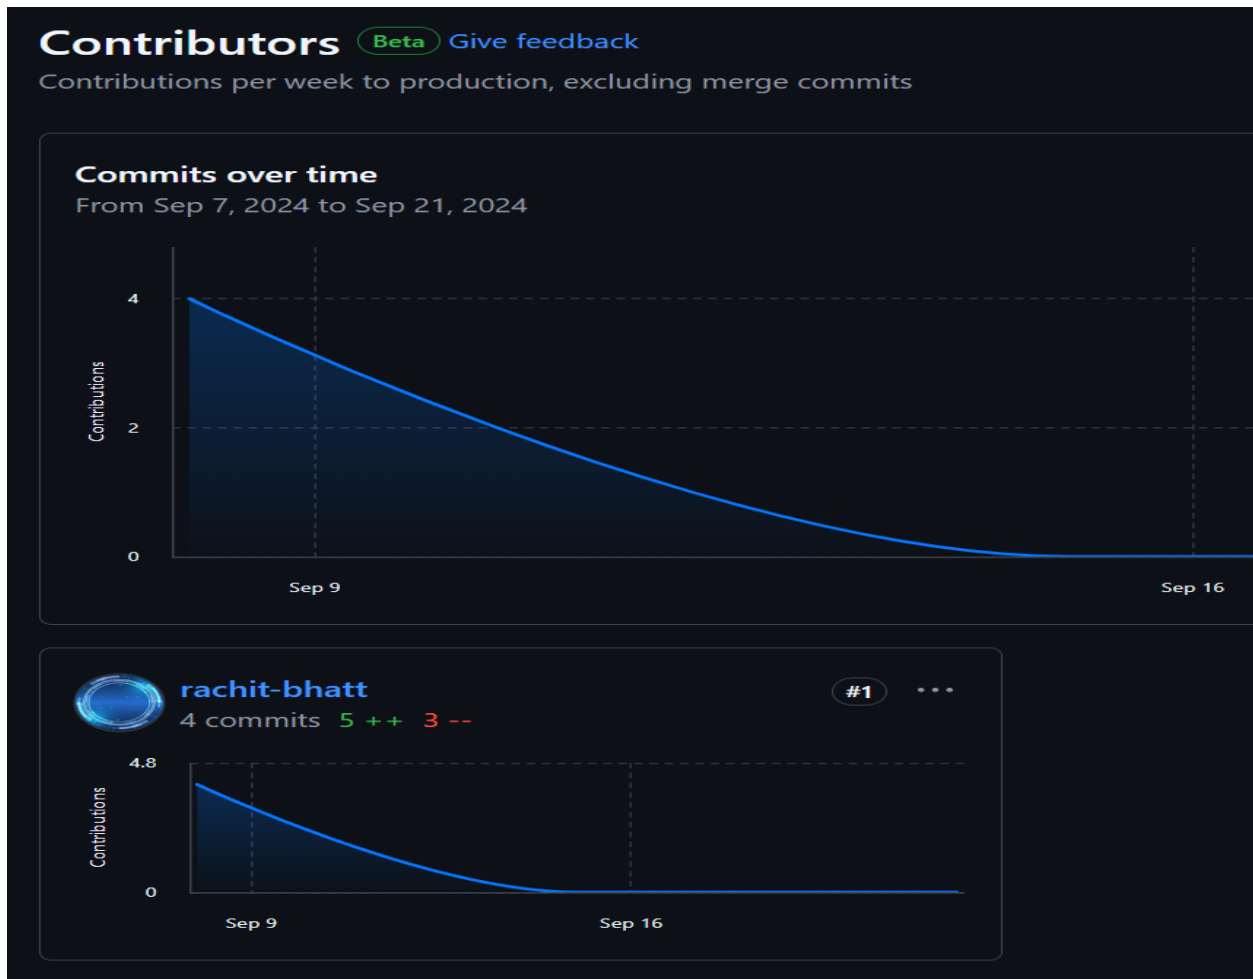 Contributors Beta Give feedback
Contributions per week to production, excluding merge commits
Commits over time
From Sep 7, 2024 to Sep 21, 2024
4
Contributions
2
0
Sep 9 Sep 16
rachit-bhatt #1
4 commits 5 ++ 3 --
4.8
Contributions
0
Sep 9 Sep 16